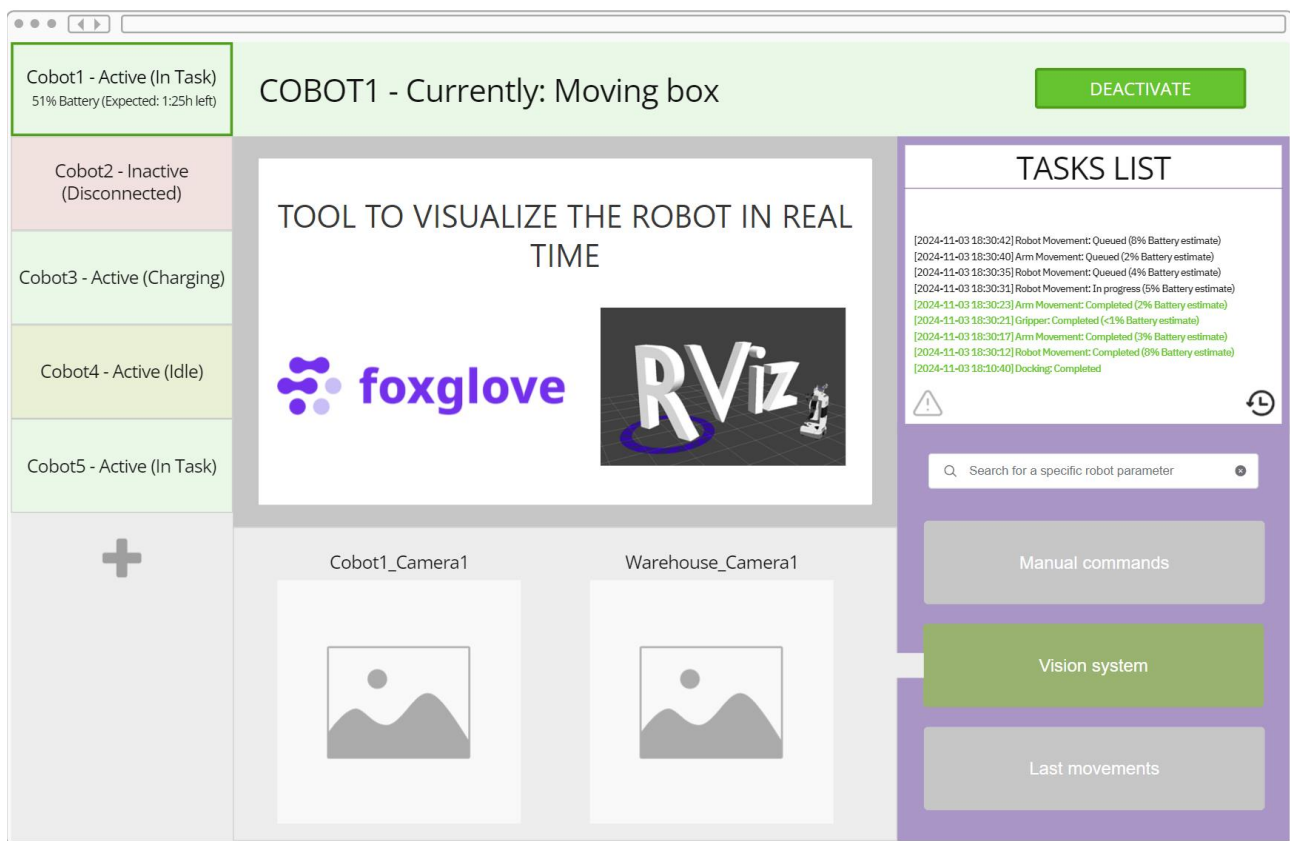 Cobot1 - Active (In Task)
51% Battery (Expected: 1:25h left)
Cobot2 - Inactive
(Disconnected)
Cobot3 - Active (Charging)
Cobot4 - Active (Idle)
Cobot5 - Active (In Task)
COBOT1 - Currently: Moving box
DEACTIVATE
TOOL TO VISUALIZE THE ROBOT IN REAL
TIME
foxglove
RViz
Cobot1_Camera1
Warehouse_Camera1
TASKS LIST
[2024-11-03 18:30:42] Robot Movement: Queued (8% Battery estimate)
[2024-11-03 18:30:40] Arm Movement: Queued (2% Battery estimate)
[2024-11-03 18:30:35] Robot Movement: Queued (4% Battery estimate)
[2024-11-03 18:30:31] Robot Movement: In progress (5% Battery estimate)
[2024-11-03 18:30:23] Arm Movement: Completed (2% Battery estimate)
[2024-11-03 18:30:21] Gripper: Completed (<1% Battery estimate)
[2024-11-03 18:30:17] Arm Movement: Completed (3% Battery estimate)
[2024-11-03 18:30:12] Robot Movement: Completed (8% Battery estimate)
[2024-11-03 18:10:40] Docking: Completed
Search for a specific robot parameter
Manual commands
Vision system
Last movements